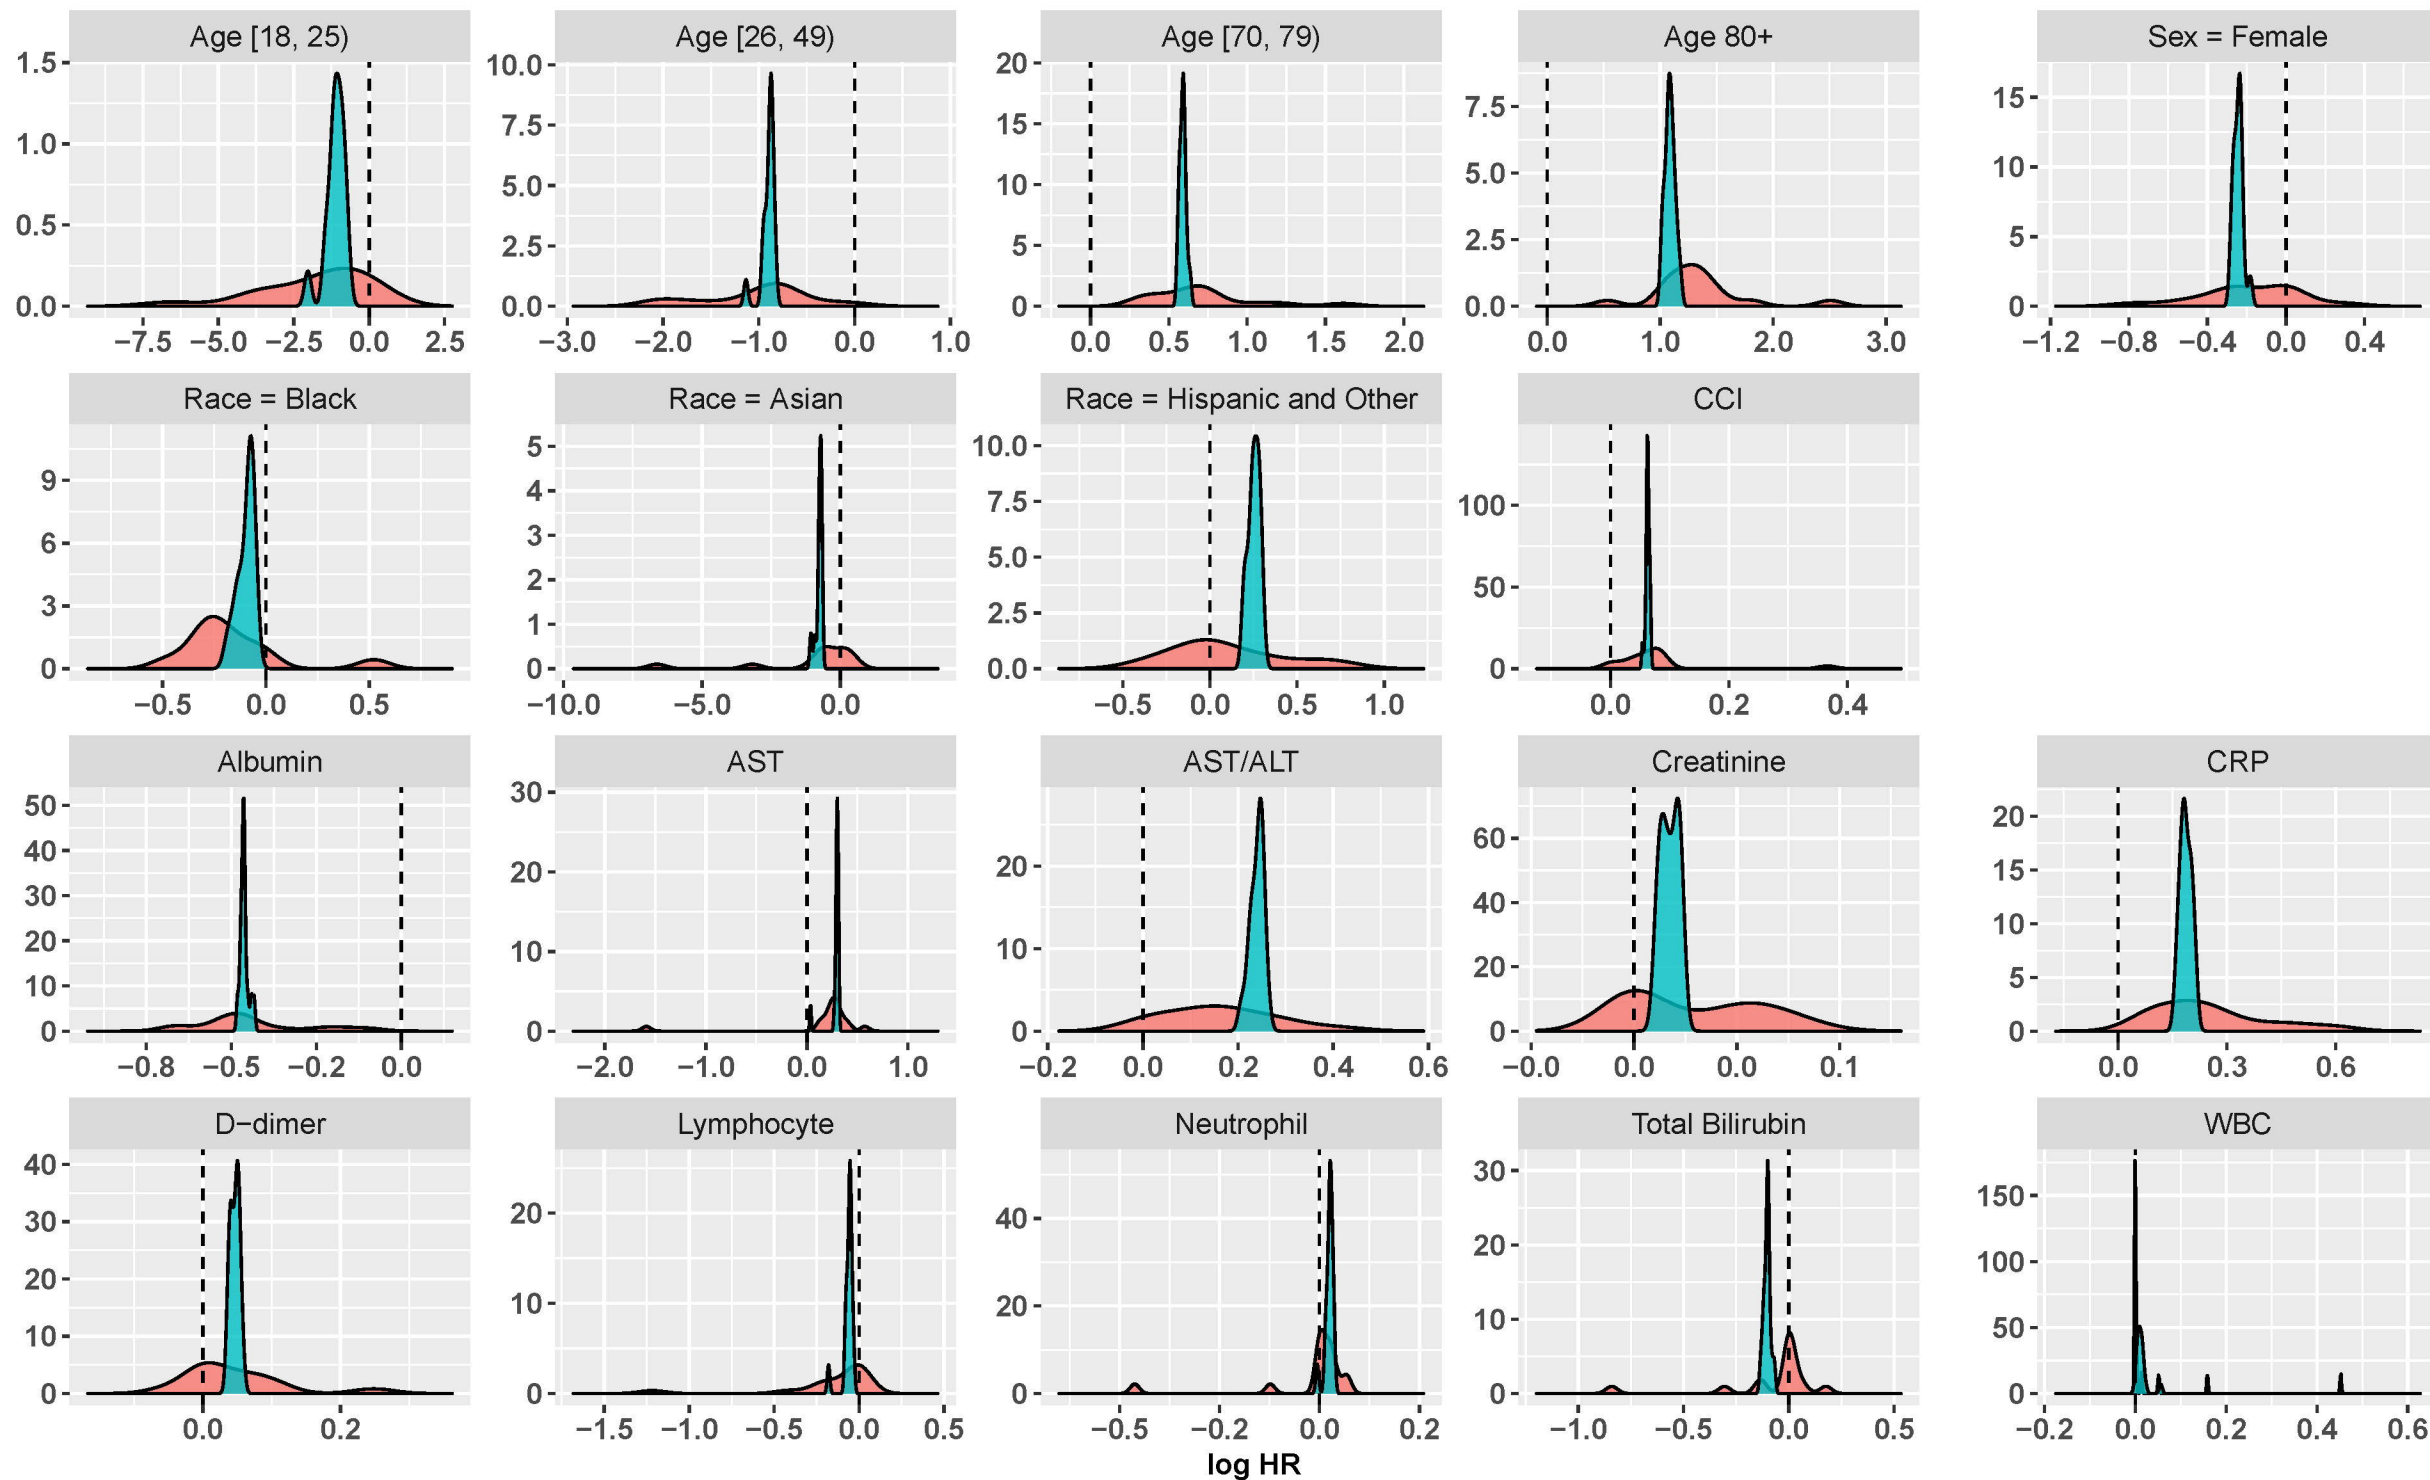 Age [18, 25) Age [26, 49) Age [70, 79) Age 80+ Sex = Female
1.5 10.0 20 7.5 15
1.0 7.5 15 5.0 10
0.5 5.0 10 2.5 5
0.0 2.5 5 0.0 0
0.0 0
−7.5 −5.0 −2.5 0.0 2.5 −3.0 −2.0 −1.0 0.0 1.0 0.0 0.5 1.0 1.5 2.0 0.0 1.0 2.0 3.0 −1.2 −0.8 −0.4 0.0 0.4
Race = Black Race = Asian Race = Hispanic and Other CCI
9 5 10.0 100
6 4 7.5 50
3 3 5.0 0
0 2 2.5
1 0.0
0
−0.5 0.0 0.5 −10.0 −5.0 0.0 −0.5 0.0 0.5 1.0 0.0 0.2 0.4
Albumin AST AST/ALT Creatinine CRP
50 30 20 60 20
40 20 10 40 15
30 10 0 20 10
20 0 0 5
10 0
0
−0.8 −0.5 −0.2 0.0 −2.0 −1.0 0.0 1.0 −0.2 0.0 0.2 0.4 0.6 −0.0 0.0 0.0 0.1 0.0 0.3 0.6
D−dimer Lymphocyte Neutrophil Total Bilirubin WBC
40 20 40 30 150
30 10 20 20 100
20 0 0 10 50
10 0 0
0
0.0 0.2 −1.5 −1.0 −0.5 0.0 0.5 −0.5 −0.2 0.0 0.2 −1.0 −0.5 0.0 0.5 −0.2 0.0 0.2 0.4 0.6
log HR